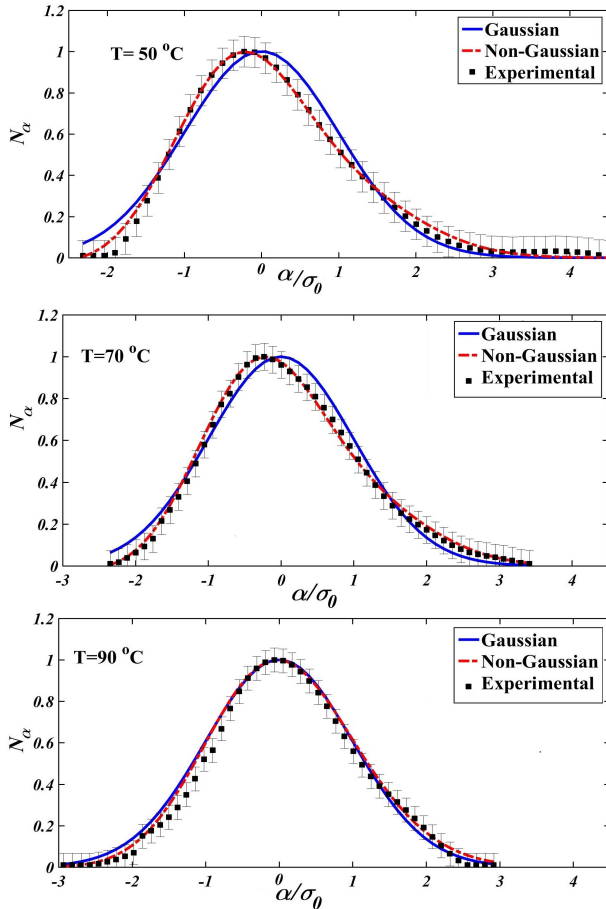 1.2
1
0.8
0.6
0.4
0.2
0
N_α
T= 50 °C
Gaussian
Non-Gaussian
Experimental
-2 -1 0 1 2 3 4
α/σ₀
1.2
1
0.8
0.6
0.4
0.2
0
N_α
T=70 °C
Gaussian
Non-Gaussian
Experimental
-3 -2 -1 0 1 2 3 4
α/σ₀
1.2
1
0.8
0.6
0.4
0.2
0
N_α
T=90 °C
Gaussian
Non-Gaussian
Experimental
-3 -2 -1 0 1 2 3 4
α/σ₀